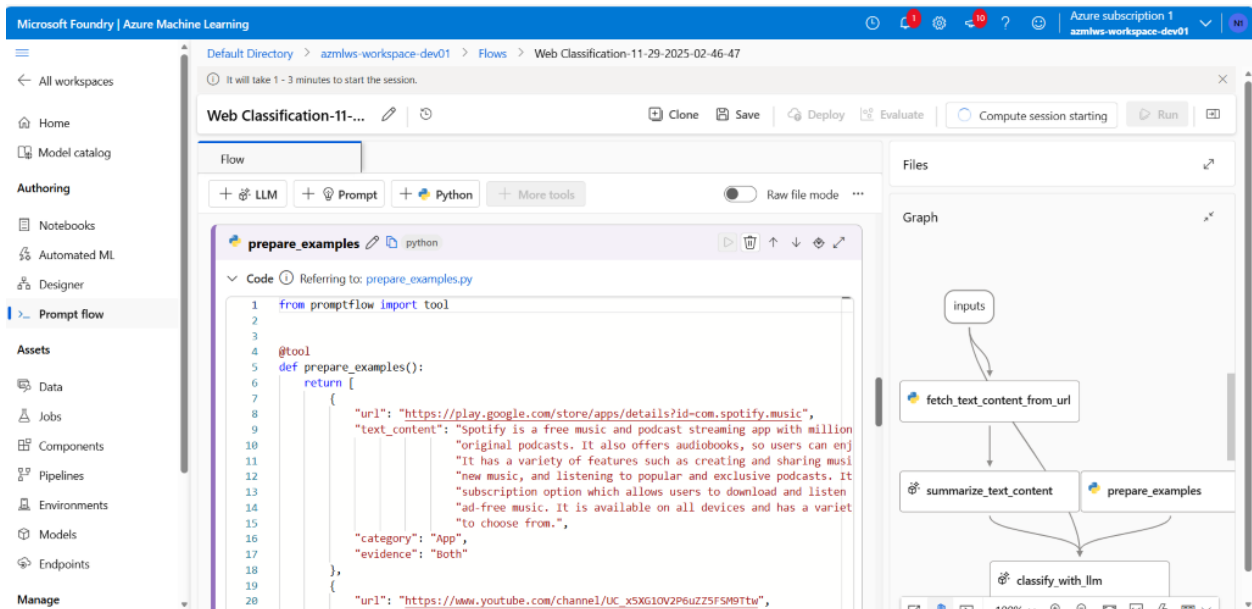 Microsoft Foundry | Azure Machine Learning
1
10
Azure subscription 1
azmlws-workspace-dev01
N1
All workspaces
Home
Model catalog
Authoring
Notebooks
Automated ML
Designer
Prompt flow
Assets
Data
Jobs
Components
Pipelines
Environments
Models
Endpoints
Manage
Default Directory > azmlws-workspace-dev01 > Flows > Web Classification-11-29-2025-02-46-47
It will take 1 - 3 minutes to start the session.
Web Classification-11-...
Clone
Save
Deploy
Evaluate
Compute session starting
Run
Flow
+ LLM
+ Prompt
+ Python
+ More tools
Raw file mode
...
prepare_examples python
Code Referring to: prepare_examples.py
1 from promptflow import tool
2
3
4 @tool
5 def prepare_examples():
6 return [
7 {
8 "url": "https://play.google.com/store/apps/details?id=com.spotify.music",
9 "text_content": "Spotify is a free music and podcast streaming app with million
10 "original podcasts. It also offers audiobooks, so users can enj
11 "It has a variety of features such as creating and sharing musi
12 "new music, and listening to popular and exclusive podcasts. It
13 "subscription option which allows users to download and listen
14 "ad-free music. It is available on all devices and has a variet
15 "to choose from.",
16 "category": "App",
17 "evidence": "Both"
18 },
19 {
20 "url": "https://www.youtube.com/channel/UC_x5XG1OV2P6uZZ5FSM9Ttw",
Files
Graph
inputs
fetch_text_content_from_url
summarize_text_content
prepare_examples
classify_with_llm
100%